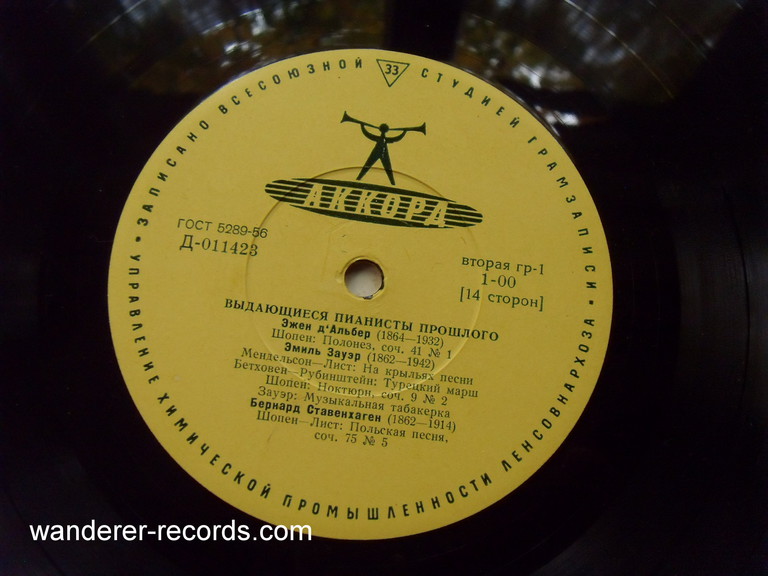 ЗАПИСАНО ВСЕСОЮЗНОЙ 33 СТУДИЕЙ ГРАМЗАПИСИ •
• УПРАВЛЕНИЕ ХИМИЧЕСКОЙ ПРОМЫШЛЕННОСТИ ЛЕНСОВНАРХОЗА
АККОРД
ГОСТ 5289-56
Д-011423
вторая гр-1
1-00
[14 сторон]
ВЫДАЮЩИЕСЯ ПИАНИСТЫ ПРОШЛОГО
Эжен д'Альбер (1864—1932)
Шопен: Полонез, соч. 41 № 1
Эмиль Зауэр (1862—1942)
Мендельсон—Лист: На крыльях песни
Бетховен—Рубинштейн: Турецкий марш
Шопен: Ноктюрн, соч. 9 № 2
Зауэр: Музыкальная табакерка
Бернард Ставенхаген (1862—1914)
Шопен—Лист: Польская песня,
соч. 75 № 5
wanderer-records.com